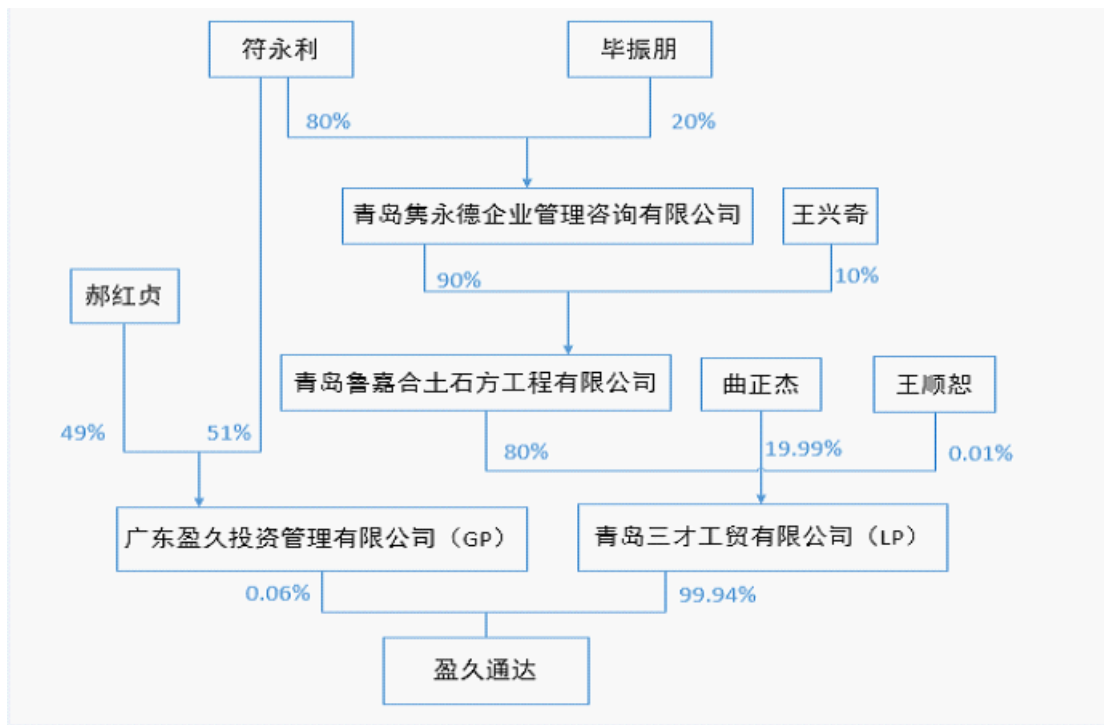 符永利
毕振朋
80%
20%
青岛隽永德企业管理咨询有限公司
王兴奇
90%
10%
郝红贞
青岛鲁嘉合土石方工程有限公司
曲正杰
王顺恕
49%
51%
80%
19.99%
0.01%
广东盈久投资管理有限公司（GP）
青岛三才工贸有限公司（LP）
0.06%
99.94%
盈久通达